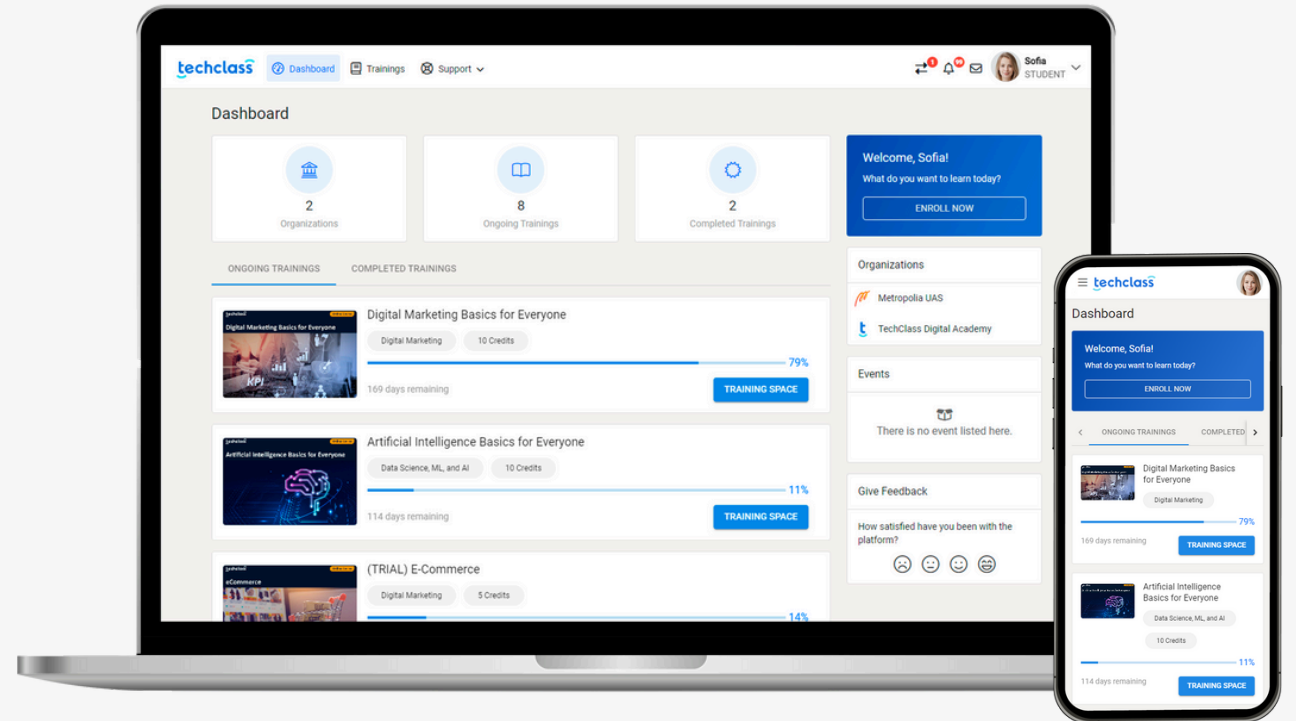 techclass
Dashboard
Trainings
Support
Sofia
STUDENT
Dashboard
2
Organizations
8
Ongoing Trainings
2
Completed Trainings
Welcome, Sofia!
What do you want to learn today?
ENROLL NOW
ONGOING TRAININGS
COMPLETED TRAININGS
Digital Marketing Basics for Everyone
KPI
Digital Marketing Basics for Everyone
Digital Marketing
10 Credits
79%
169 days remaining
TRAINING SPACE
Artificial Intelligence Basics for Everyone
Artificial Intelligence Basics for Everyone
Data Science, ML, and AI
10 Credits
11%
114 days remaining
TRAINING SPACE
eCommerce
(TRIAL) E-Commerce
Digital Marketing
5 Credits
14%
Organizations
Metropolia UAS
TechClass Digital Academy
Events
There is no event listed here.
Give Feedback
How satisfied have you been with the
platform?
techclass
Dashboard
Welcome, Sofia!
What do you want to learn today?
ENROLL NOW
ONGOING TRAININGS
COMPLETED
Digital Marketing Basics
for Everyone
Digital Marketing
79%
169 days remaining
TRAINING SPACE
Artificial Intelligence
Basics for Everyone
Data Science, ML, and AI
10 Credits
11%
114 days remaining
TRAINING SPACE